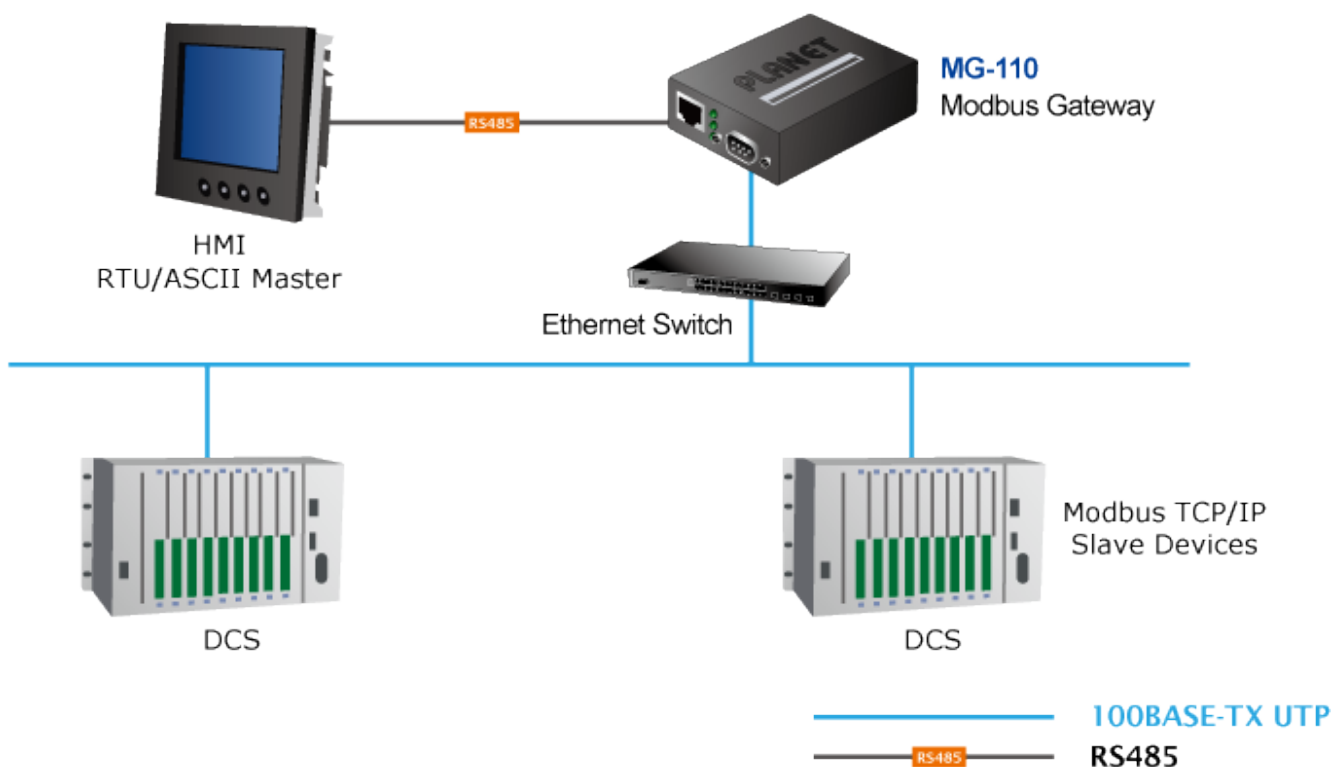 PLANET
MG-110
Modbus Gateway
RS485
HMI
RTU/ASCII Master
Ethernet Switch
Modbus TCP/IP
Slave Devices
DCS
DCS
100BASE-TX UTP
RS485
RS485